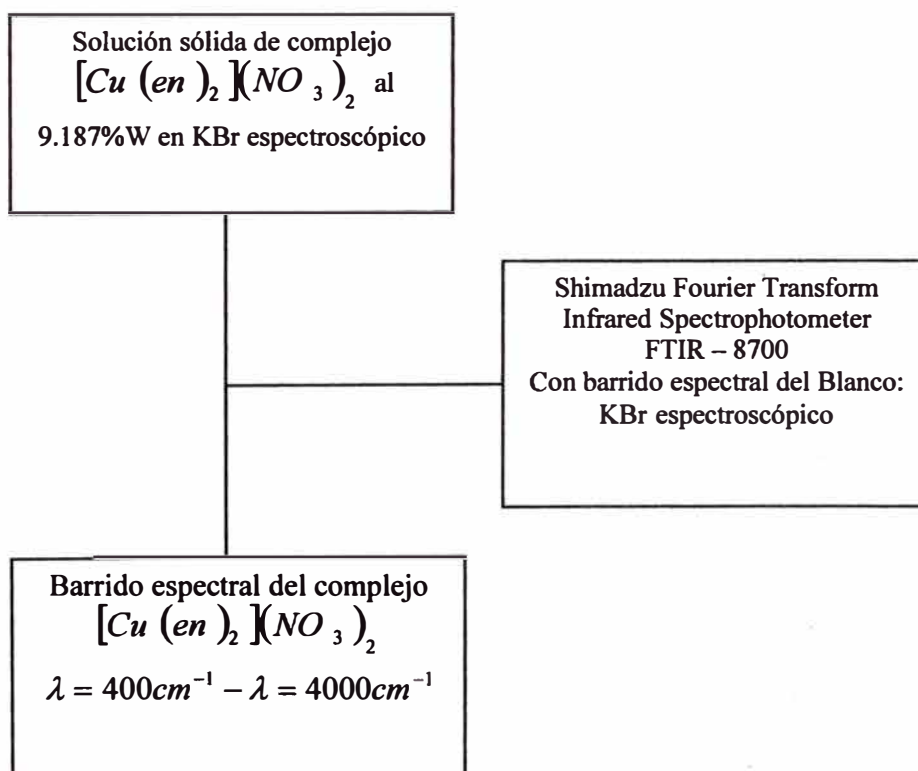 Solución sólida de complejo
[Cu (en)₂](NO₃)₂ al
9.187%W en KBr espectroscópico
Shimadzu Fourier Transform
Infrared Spectrophotometer
FTIR – 8700
Con barrido espectral del Blanco:
KBr espectroscópico
Barrido espectral del complejo
[Cu (en)₂](NO₃)₂
λ = 400cm⁻¹ – λ = 4000cm⁻¹